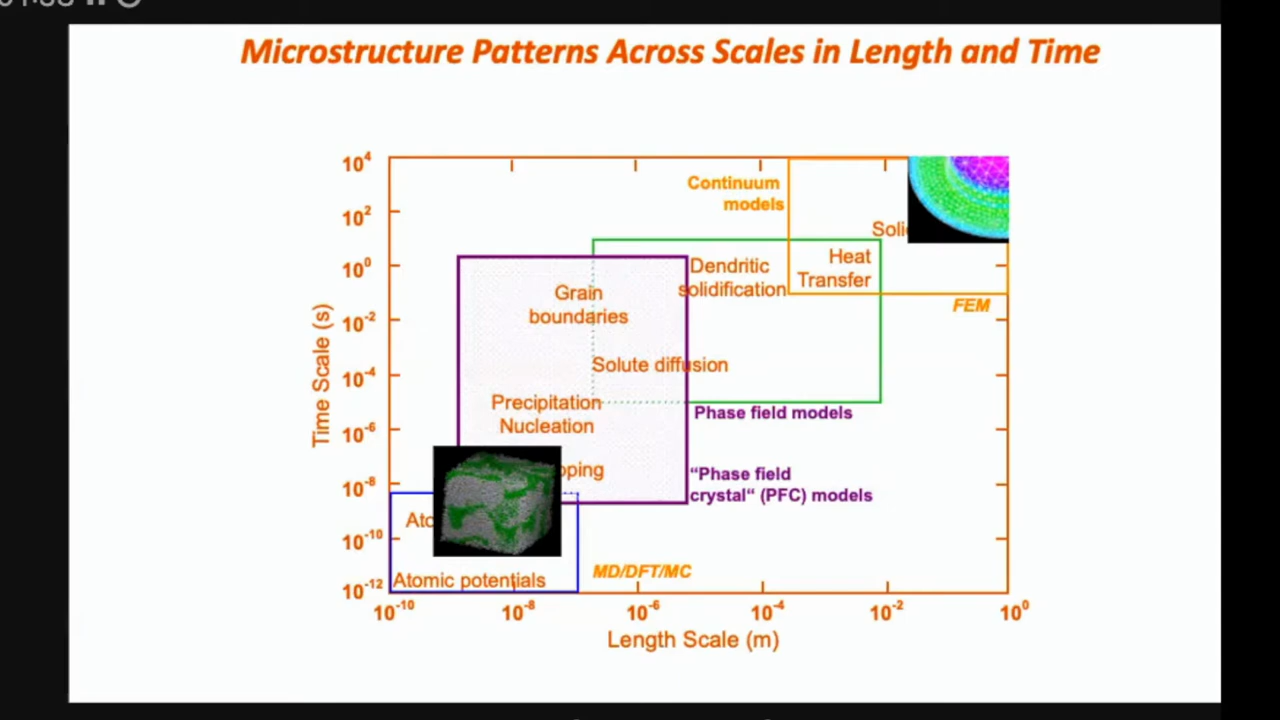 Microstructure Patterns Across Scales in Length and Time
10⁴
10²
10⁰
10⁻²
10⁻⁴
10⁻⁶
10⁻⁸
10⁻¹⁰
10⁻¹²
Time Scale (s)
Continuum
models
Heat
Transfer
FEM
Dendritic
solidification
Grain
boundaries
Solute diffusion
Precipitation
Nucleation
Phase field models
“Phase field
crystal“ (PFC) models
Atomic potentials
MD/DFT/MC
10⁻¹⁰
10⁻⁸
10⁻⁶
10⁻⁴
10⁻²
10⁰
Length Scale (m)